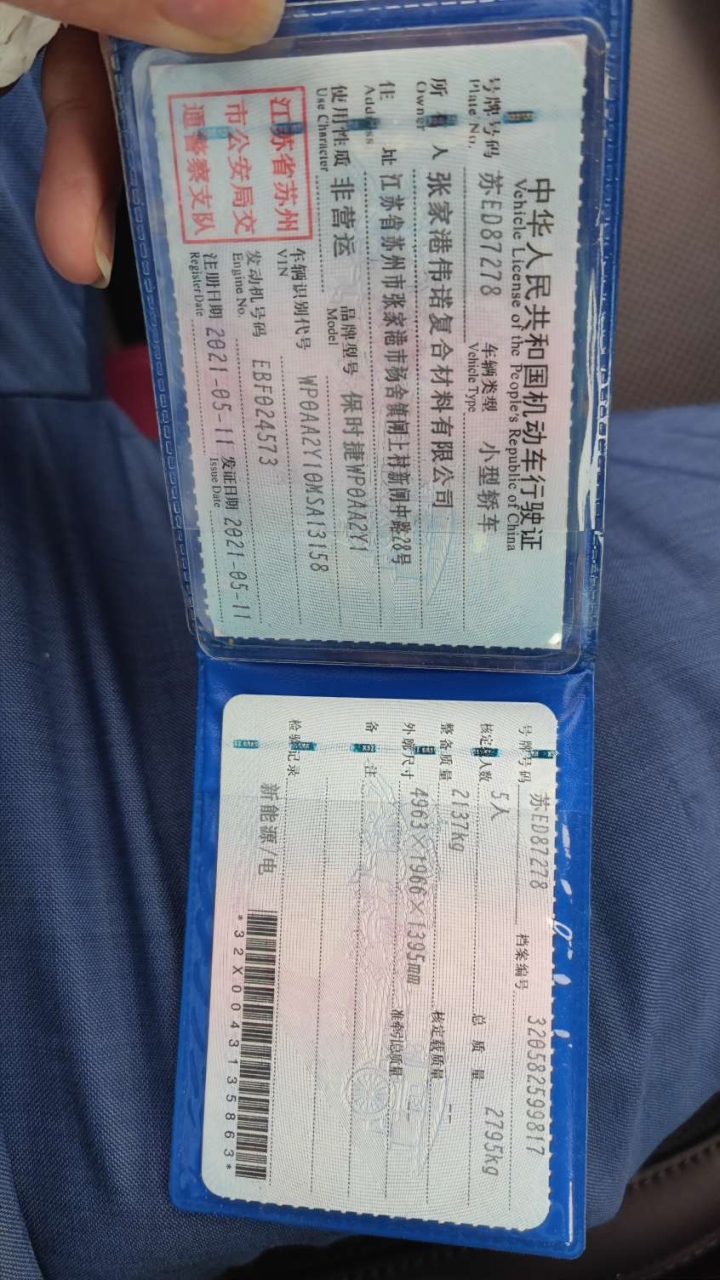 中华人民共和国机动车行驶证
Vehicle License of the People's Republic of China
号牌号码 苏ED87278 车辆类型 小型轿车
Plate No. Vehicle Type
所有人 张家港伟诺复合材料有限公司
Owner
住址 江苏省苏州市张家港市杨舍镇闸上村新闸中路28号
Address
使用性质 非营运 品牌型号 保时捷WP0AA2Y1
Use Character Model
江苏省苏州
市公安局交
通警察支队
车辆识别代号 WP0AA2Y10MSA13158
VIN
发动机号码 EBF024573
Engine No.
注册日期 2021-05-11 发证日期 2021-05-11
Register Date Issue Date
号牌号码 苏ED87278 档案编号 320582599817
核定载人数 5人 总质量 2795kg
整备质量 2137kg 核定载质量 --
外廓尺寸 4963×1966×1395mm 准牵引总质量 --
备注
检验记录 新能源/电
*32X0043135863*